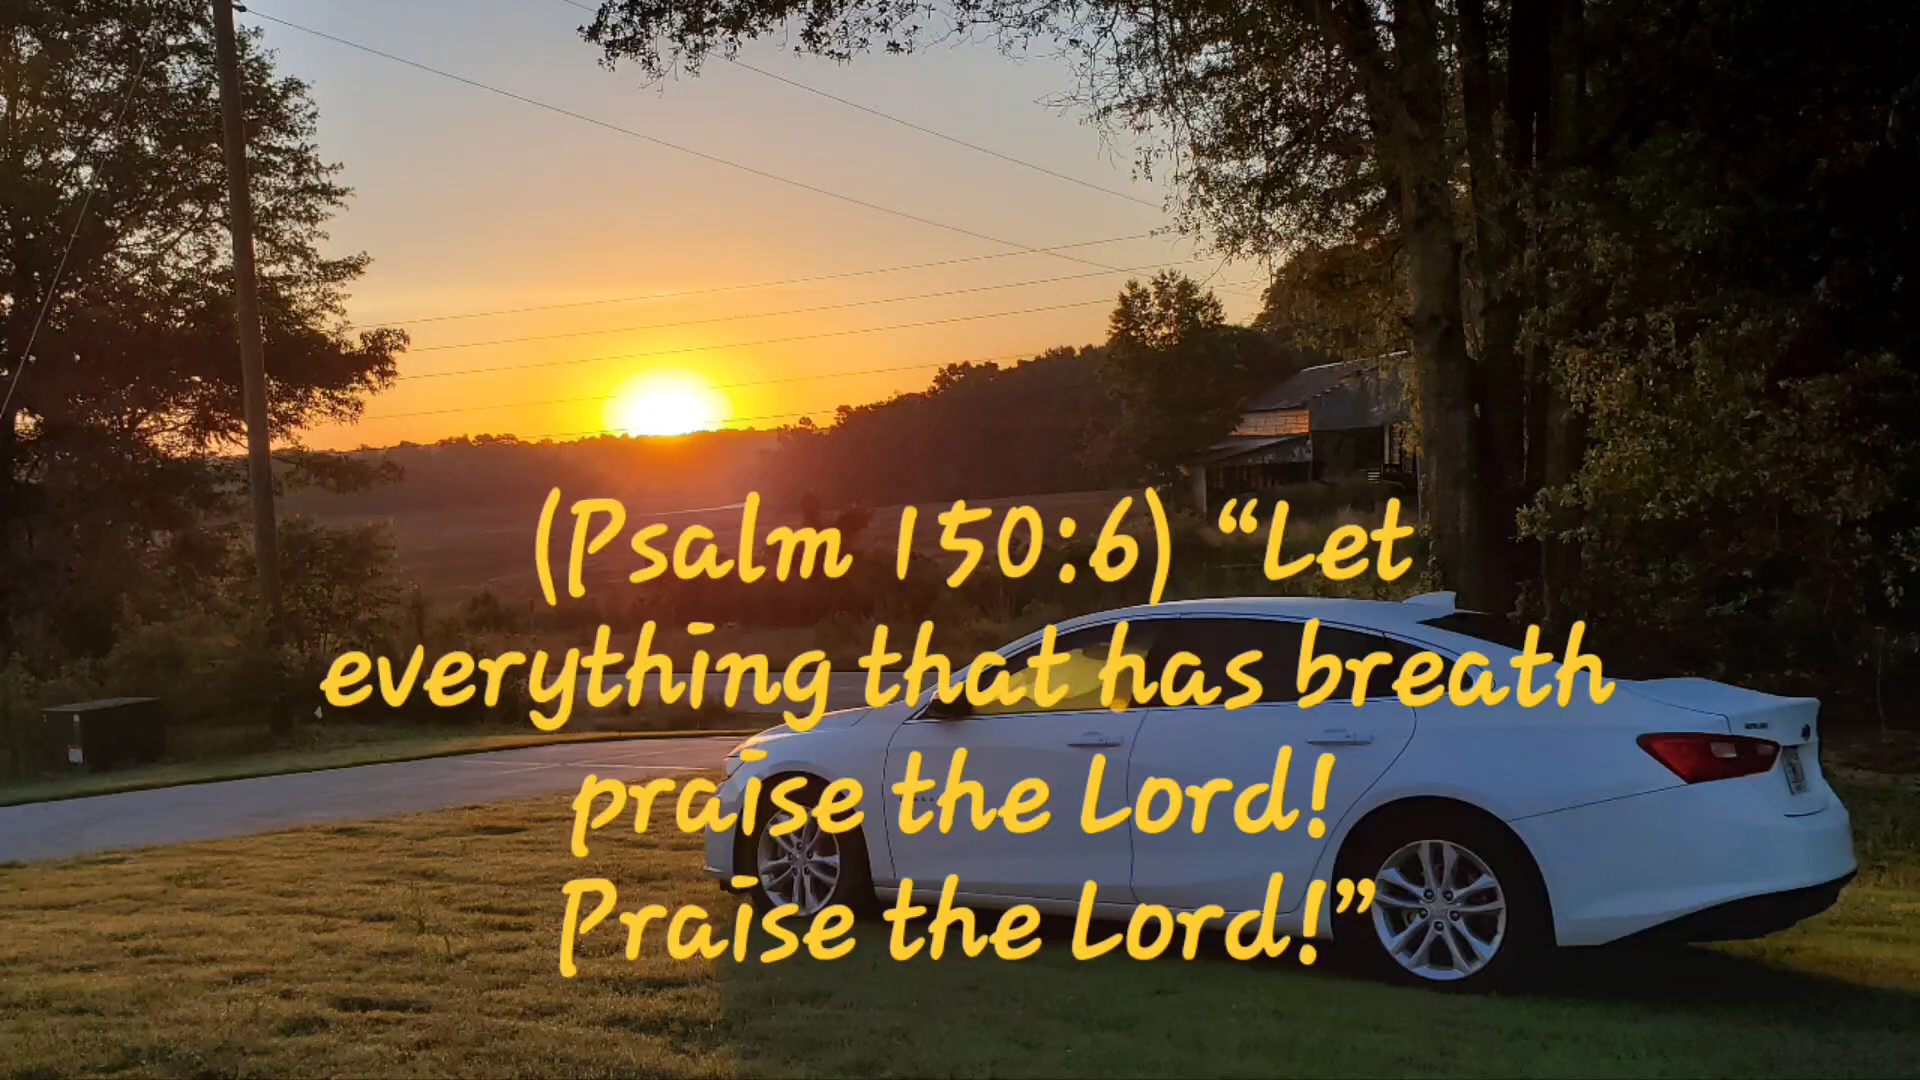 (Psalm 150:6) “Let
everything that has breath
praise the Lord!
Praise the Lord!”